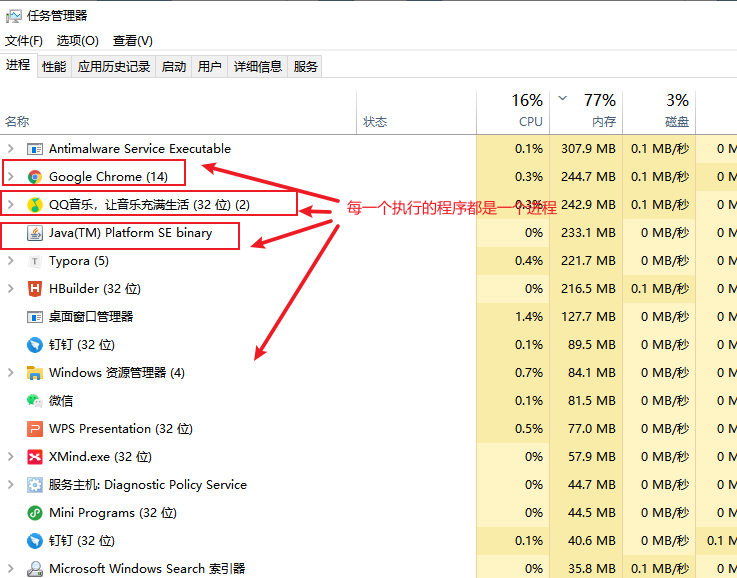 任务管理器
文件(F) 选项(O) 查看(V)
进程 性能 应用历史记录 启动 用户 详细信息 服务
16% 77% 3%
名称 状态 CPU 内存 磁盘
Antimalware Service Executable 0.1% 307.9 MB 0.1 MB/秒 0 M
Google Chrome (14) 0.3% 244.7 MB 0.1 MB/秒 0 M
QQ音乐，让音乐充满生活 (32 位) (2) 0.3% 242.9 MB 0.1 MB/秒 0 M
每一个执行的程序都是一个进程
Java(TM) Platform SE binary 0% 233.1 MB 0 MB/秒 0 M
Typora (5) 0.4% 221.7 MB 0 MB/秒 0 M
HBuilder (32 位) 0% 216.5 MB 0.1 MB/秒 0 M
桌面窗口管理器 1.4% 127.7 MB 0 MB/秒 0 M
钉钉 (32 位) 0.1% 89.5 MB 0 MB/秒 0 M
Windows 资源管理器 (4) 0.7% 84.1 MB 0 MB/秒 0 M
微信 0.1% 81.5 MB 0 MB/秒 0 M
WPS Presentation (32 位) 0.5% 77.0 MB 0 MB/秒 0 M
XMind.exe (32 位) 0% 57.9 MB 0 MB/秒 0 M
服务主机: Diagnostic Policy Service 0% 44.7 MB 0 MB/秒 0 M
Mini Programs (32 位) 0% 44.5 MB 0 MB/秒 0 M
钉钉 (32 位) 0.1% 40.6 MB 0 MB/秒 0.1 M
Microsoft Windows Search 索引器 0% 35.8 MB 0.1 MB/秒 0 M